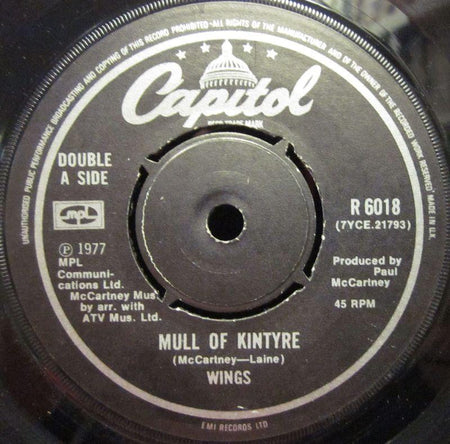 UNAUTHORISED PUBLIC PERFORMANCE BROADCASTING AND COPYING OF THIS RECORD PROHIBITED·ALL RIGHTS OF THE MANUFACTURER AND OF THE OWNER OF THE RECORDED WORK RESERVED MADE IN U.K.
Capitol
TRADE MARK
DOUBLE
A SIDE
R 6018
(7YCE.21793)
mpl
℗ 1977
MPL
Communi-
cations Ltd.
McCartney Mus
by arr. with
ATV Mus. Ltd.
Produced by
Paul
McCartney
45 RPM
MULL OF KINTYRE
(McCartney—Laine)
WINGS
EMI RECORDS LTD